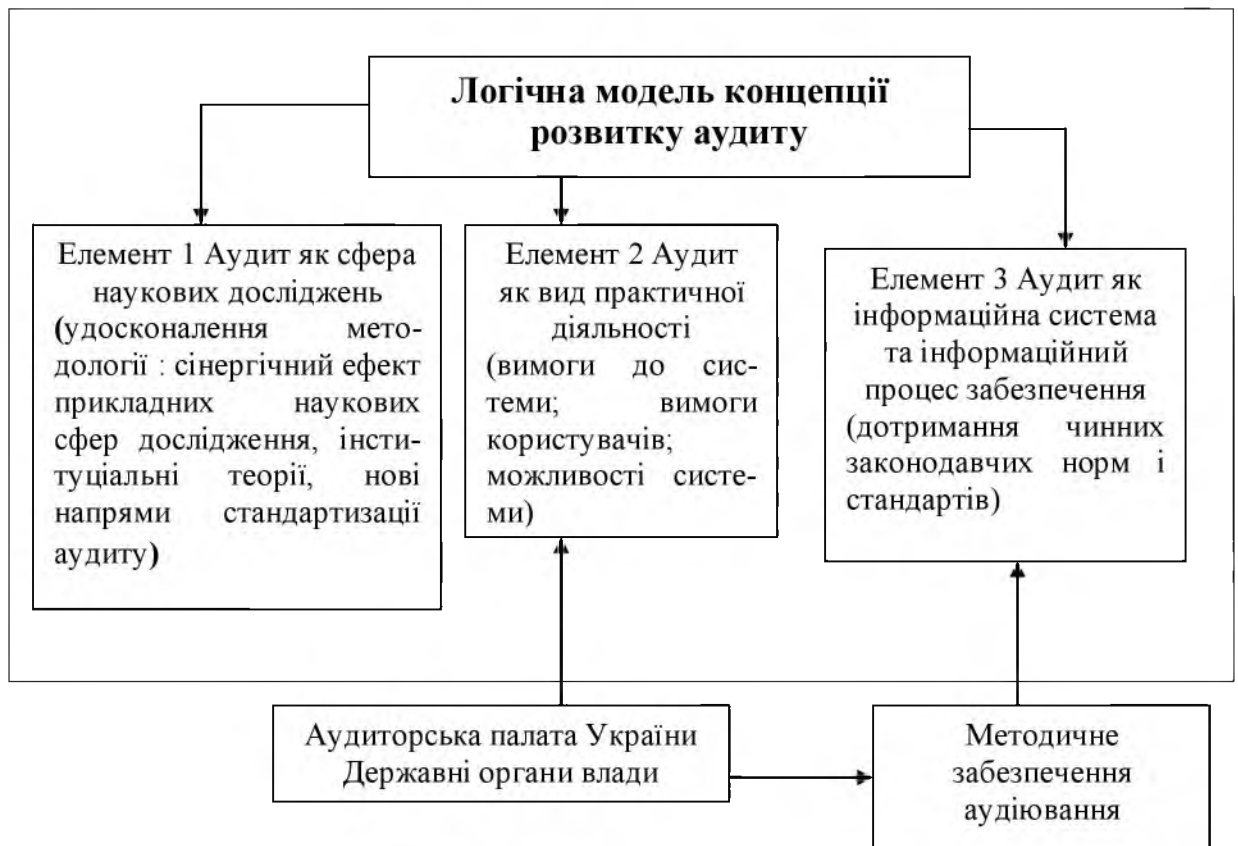 Логічна модель концепції
розвитку аудиту
Елемент 1 Аудит як сфера
наукових досліджень
(удосконалення мето-
дології : сінергічний ефект
прикладних наукових
сфер дослідження, інсти-
туціальні теорії, нові
напрями стандартизації
аудиту)
Елемент 2 Аудит
як вид практичної
діяльності
(вимоги до сис-
теми; вимоги
користувачів;
можливості систе-
ми)
Елемент 3 Аудит як
інформаційна система
та інформаційний
процес забезпечення
(дотримання чинних
законодавчих норм і
стандартів)
Аудиторська палата України
Державні органи влади
Методичне
забезпечення
аудіювання